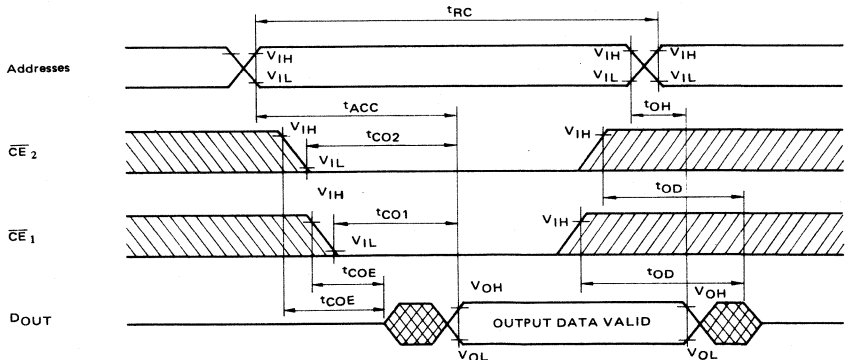 tRC
Addresses
VIH
VIL
VIH
VIL
VIH
VIL
tACC
tOH
CE2
VIH
tCO2
VIL
VIH
tOD
CE1
VIH
tCO1
VIL
VIH
tOD
tCOE
tCOE
DOUT
VOH
VOL
OUTPUT DATA VALID
VOH
VOL